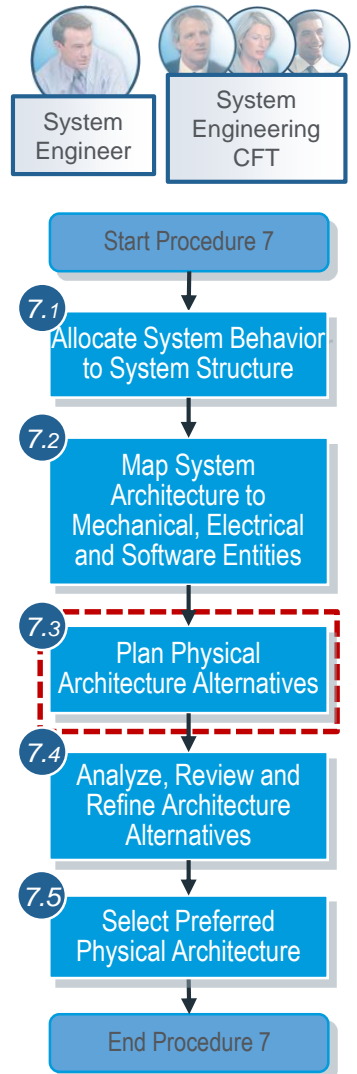 System
Engineer
System
Engineering
CFT
Start Procedure 7
7.1
Allocate System Behavior
to System Structure
7.2
Map System
Architecture to
Mechanical, Electrical
and Software Entities
7.3
Plan Physical
Architecture Alternatives
7.4
Analyze, Review and
Refine Architecture
Alternatives
7.5
Select Preferred
Physical Architecture
End Procedure 7